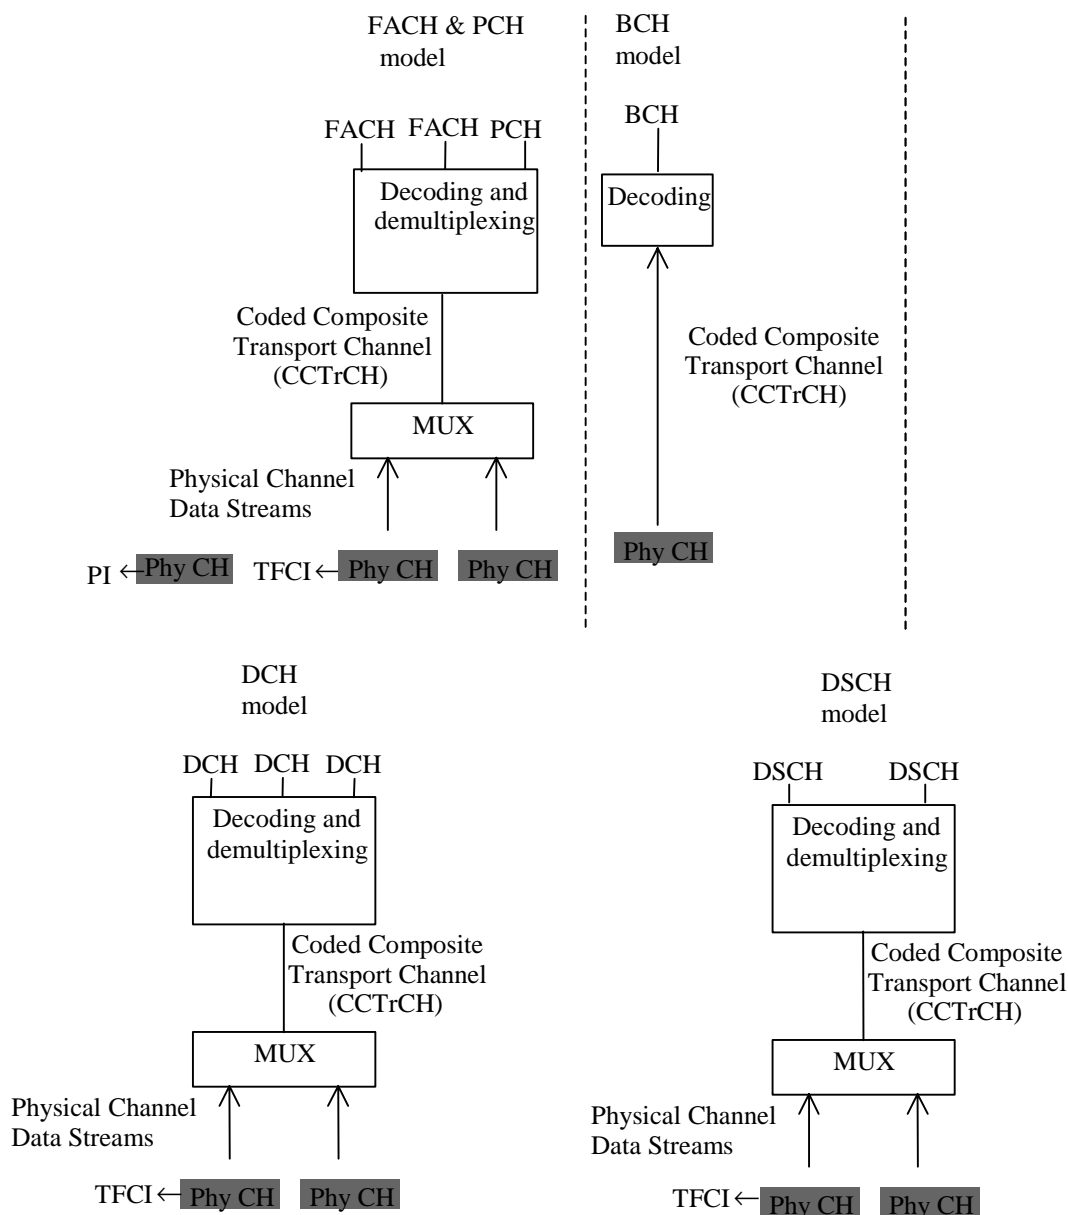 FACH & PCH
model
FACH FACH PCH
Decoding and
demultiplexing
Coded Composite
Transport Channel
(CCTrCH)
MUX
Physical Channel
Data Streams
PI Phy CH TFCI Phy CH Phy CH
BCH
model
BCH
Decoding
Coded Composite
Transport Channel
(CCTrCH)
Phy CH
DCH
model
DCH DCH DCH
Decoding and
demultiplexing
Coded Composite
Transport Channel
(CCTrCH)
MUX
Physical Channel
Data Streams
TFCI Phy CH Phy CH
DSCH
model
DSCH DSCH
Decoding and
demultiplexing
Coded Composite
Transport Channel
(CCTrCH)
MUX
Physical Channel
Data Streams
TFCI Phy CH Phy CH